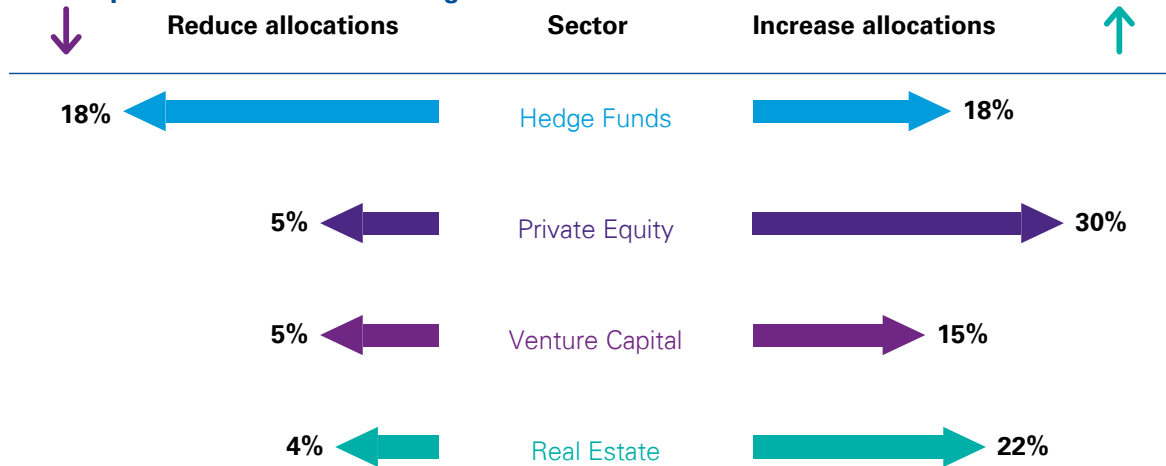 Reduce allocations Sector Increase allocations
18% Hedge Funds 18%
5% Private Equity 30%
5% Venture Capital 15%
4% Real Estate 22%